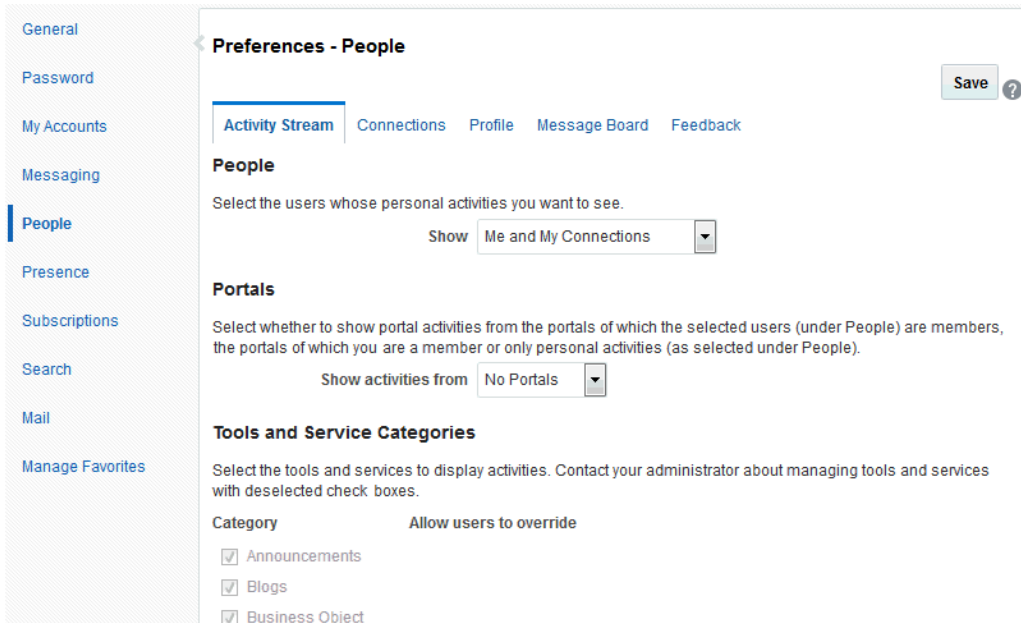 General
Password
My Accounts
Messaging
People
Presence
Subscriptions
Search
Mail
Manage Favorites
Preferences - People
Save
?
Activity Stream Connections Profile Message Board Feedback
People
Select the users whose personal activities you want to see.
Show Me and My Connections
Portals
Select whether to show portal activities from the portals of which the selected users (under People) are members,
the portals of which you are a member or only personal activities (as selected under People).
Show activities from No Portals
Tools and Service Categories
Select the tools and services to display activities. Contact your administrator about managing tools and services
with deselected check boxes.
Category Allow users to override
Announcements
Blogs
Business Object